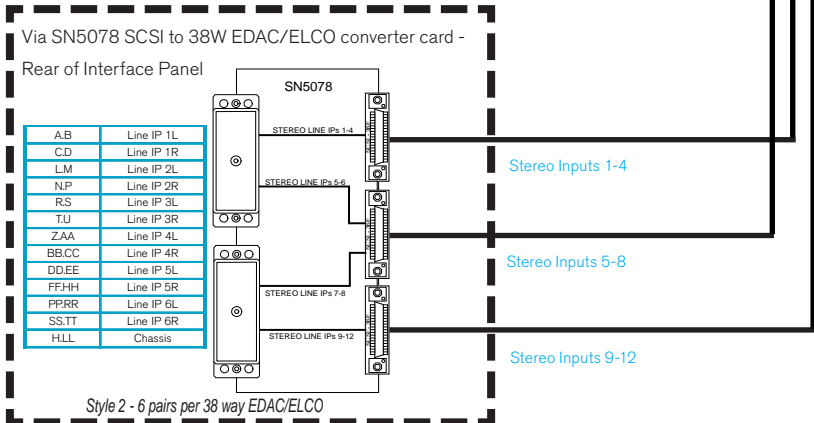 Via SN5078 SCSI to 38W EDAC/ELCO converter card -
Rear of Interface Panel
SN5078
A.B Line IP 1L
C.D Line IP 1R
L.M Line IP 2L
N.P Line IP 2R
R.S Line IP 3L
T.U Line IP 3R
Z.AA Line IP 4L
BB.CC Line IP 4R
DD.EE Line IP 5L
FF.HH Line IP 5R
PP.RR Line IP 6L
SS.TT Line IP 6R
H.LL Chassis
STEREO LINE IPs 1-4
STEREO LINE IPs 5-6
STEREO LINE IPs 7-8
STEREO LINE IPs 9-12
Stereo Inputs 1-4
Stereo Inputs 5-8
Stereo Inputs 9-12
Style 2 - 6 pairs per 38 way EDAC/ELCO